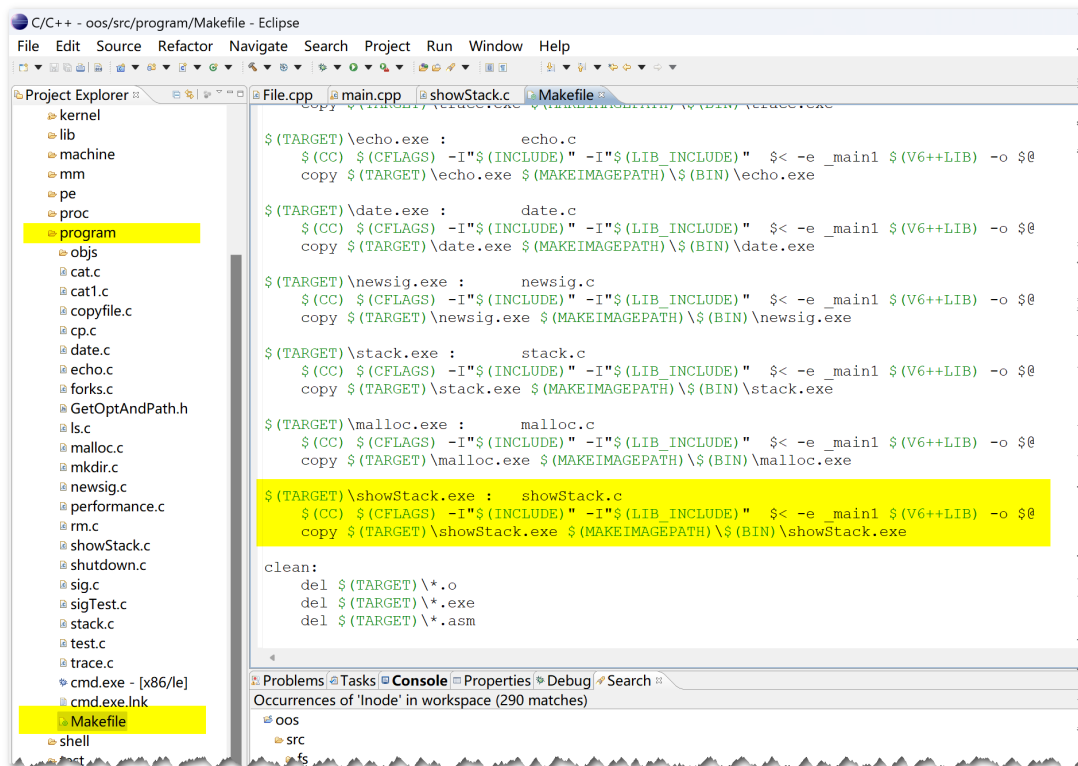 C/C++ - oos/src/program/Makefile - Eclipse
File Edit Source Refactor Navigate Search Project Run Window Help
Project Explorer
File.cpp main.cpp showStack.c Makefile
kernel
lib
machine
mm
pe
proc
program
objs
cat.c
cat1.c
copyfile.c
cp.c
date.c
echo.c
forks.c
GetOptAndPath.h
ls.c
malloc.c
mkdir.c
newsig.c
performance.c
rm.c
showStack.c
shutdown.c
sig.c
sigTest.c
stack.c
test.c
trace.c
cmd.exe - [x86/le]
cmd.exe.lnk
Makefile
shell
test
copy $(TARGET)\trace.exe $(MAKEIMAGEPATH)\$(BIN)\trace.exe
$(TARGET)\echo.exe : echo.c
$(CC) $(CFLAGS) -I"$(INCLUDE)" -I"$(LIB_INCLUDE)" $< -e _main1 $(V6++LIB) -o $@
copy $(TARGET)\echo.exe $(MAKEIMAGEPATH)\$(BIN)\echo.exe
$(TARGET)\date.exe : date.c
$(CC) $(CFLAGS) -I"$(INCLUDE)" -I"$(LIB_INCLUDE)" $< -e _main1 $(V6++LIB) -o $@
copy $(TARGET)\date.exe $(MAKEIMAGEPATH)\$(BIN)\date.exe
$(TARGET)\newsig.exe : newsig.c
$(CC) $(CFLAGS) -I"$(INCLUDE)" -I"$(LIB_INCLUDE)" $< -e _main1 $(V6++LIB) -o $@
copy $(TARGET)\newsig.exe $(MAKEIMAGEPATH)\$(BIN)\newsig.exe
$(TARGET)\stack.exe : stack.c
$(CC) $(CFLAGS) -I"$(INCLUDE)" -I"$(LIB_INCLUDE)" $< -e _main1 $(V6++LIB) -o $@
copy $(TARGET)\stack.exe $(MAKEIMAGEPATH)\$(BIN)\stack.exe
$(TARGET)\malloc.exe : malloc.c
$(CC) $(CFLAGS) -I"$(INCLUDE)" -I"$(LIB_INCLUDE)" $< -e _main1 $(V6++LIB) -o $@
copy $(TARGET)\malloc.exe $(MAKEIMAGEPATH)\$(BIN)\malloc.exe
$(TARGET)\showStack.exe : showStack.c
$(CC) $(CFLAGS) -I"$(INCLUDE)" -I"$(LIB_INCLUDE)" $< -e _main1 $(V6++LIB) -o $@
copy $(TARGET)\showStack.exe $(MAKEIMAGEPATH)\$(BIN)\showStack.exe
clean:
del $(TARGET)\*.o
del $(TARGET)\*.exe
del $(TARGET)\*.asm
Problems Tasks Console Properties Debug Search
Occurrences of 'Inode' in workspace (290 matches)
oos
src
fs